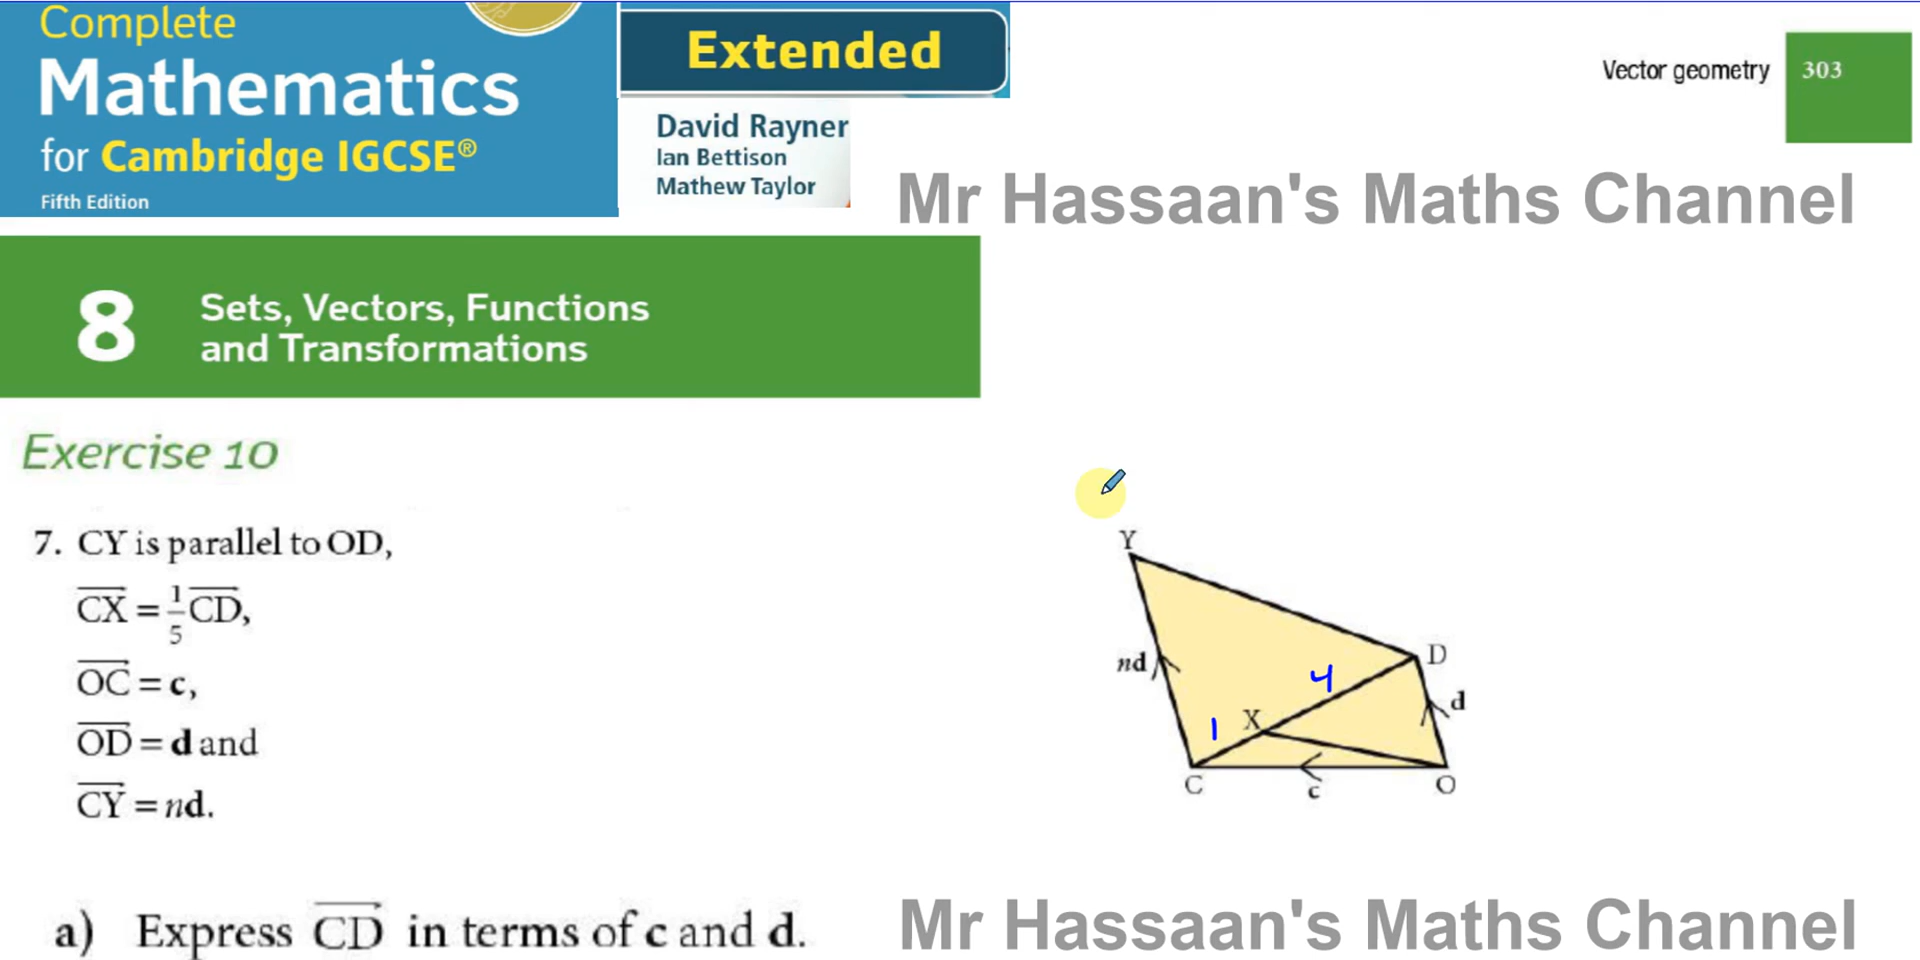 Complete
Mathematics
for Cambridge IGCSE®
Fifth Edition
Extended
David Rayner
Ian Bettison
Mathew Taylor
Vector geometry 303
Mr Hassaan's Maths Channel
8 Sets, Vectors, Functions
and Transformations
Exercise 10
7. CY is parallel to OD,
CX = 1/5 CD,
OC = c,
OD = d and
CY = nd.
Y
nd
4
D
d
1
X
C
c
O
a) Express CD in terms of c and d.
Mr Hassaan's Maths Channel